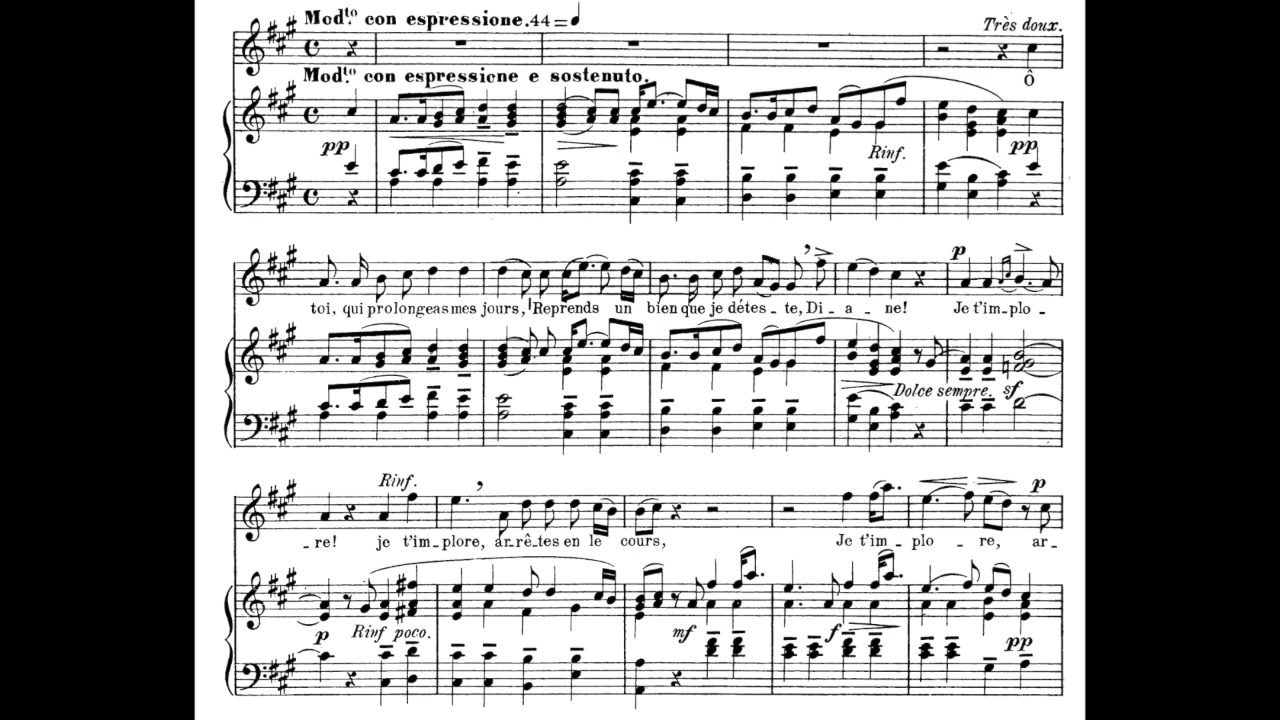 Mod.to con espressione. 44 =
Très doux.
Ô
Mod.to con espressione e sostenuto.
pp
Rinf.
pp
p
toi, qui prolongeas mes jours, Reprends un bien que je détes - te, Di - a - ne! Je t'im - plo -
Dolce sempre. sf
Rinf.
p
- re! je t'im - plore, ar - rê - tes en le cours, Je t'im - plo - re, ar -
p Rinf poco. mf f pp